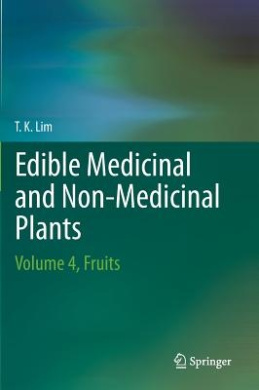 T. K. Lim
Edible Medicinal
and Non-Medicinal
Plants
Volume 4, Fruits
Springer